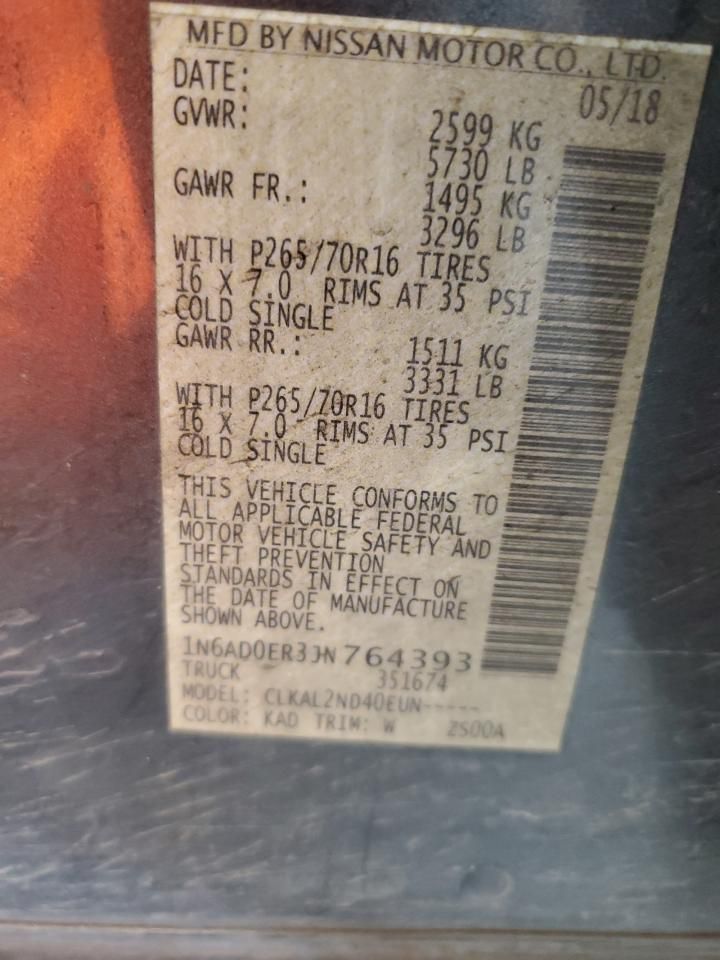 MFD BY NISSAN MOTOR CO., LTD.
DATE: 05/18
GVWR: 2599 KG
5730 LB
GAWR FR.: 1495 KG
3296 LB
WITH P265/70R16 TIRES
16 X 7.0 RIMS AT 35 PSI
COLD SINGLE
GAWR RR.: 1511 KG
3331 LB
WITH P265/70R16 TIRES
16 X 7.0 RIMS AT 35 PSI
COLD SINGLE
THIS VEHICLE CONFORMS TO
ALL APPLICABLE FEDERAL
MOTOR VEHICLE SAFETY AND
THEFT PREVENTION
STANDARDS IN EFFECT ON
THE DATE OF MANUFACTURE
SHOWN ABOVE.
1N6AD0ER3JN764393
TRUCK 351674
MODEL: CLKAL2ND40EUN-----
COLOR: KAD TRIM: W ZS00A